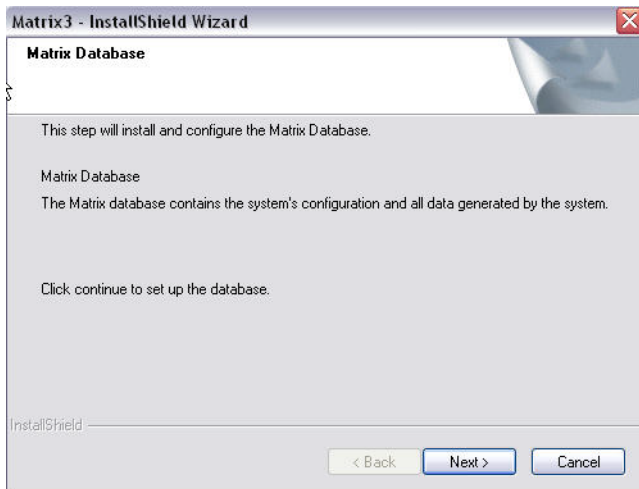 Matrix3 - InstallShield Wizard
Matrix Database
This step will install and configure the Matrix Database.
Matrix Database
The Matrix database contains the system's configuration and all data generated by the system.
Click continue to set up the database.
InstallShield
< Back Next > Cancel